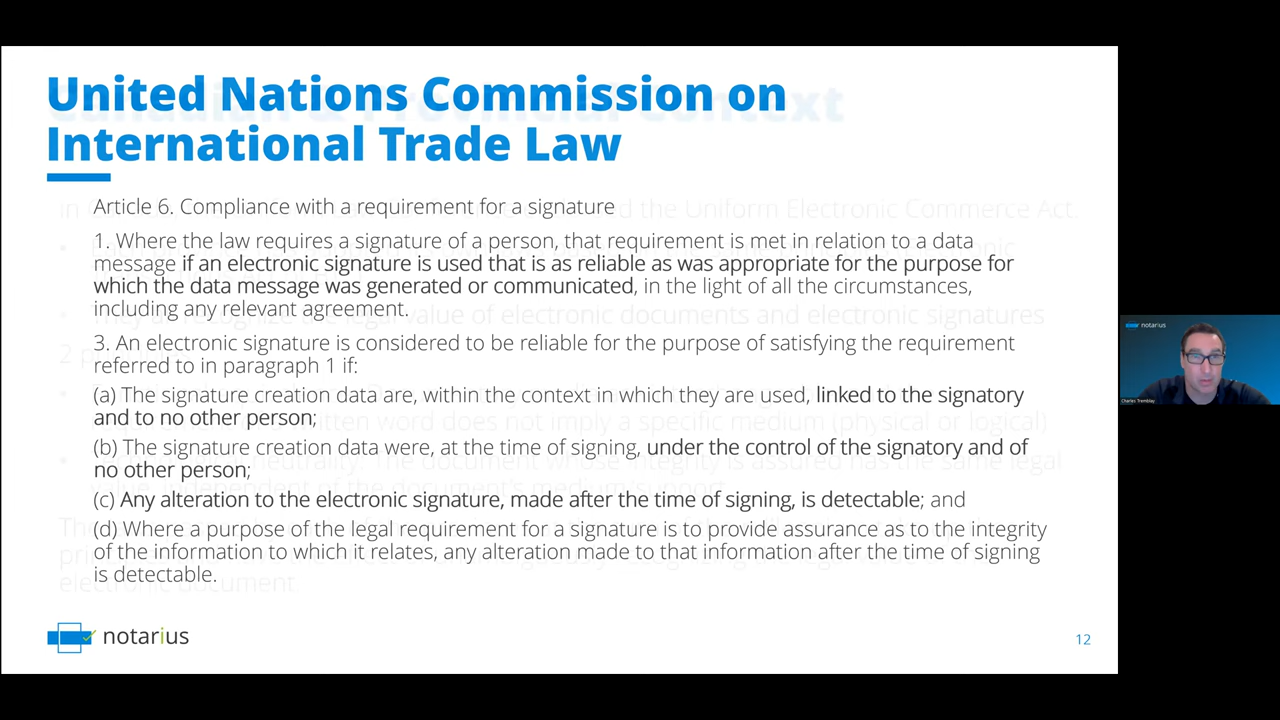 United Nations Commission on
International Trade Law
Article 6. Compliance with a requirement for a signature
1. Where the law requires a signature of a person, that requirement is met in relation to a data
message if an electronic signature is used that is as reliable as was appropriate for the purpose for
which the data message was generated or communicated, in the light of all the circumstances,
including any relevant agreement.
3. An electronic signature is considered to be reliable for the purpose of satisfying the requirement
referred to in paragraph 1 if:
(a) The signature creation data are, within the context in which they are used, linked to the signatory
and to no other person;
(b) The signature creation data were, at the time of signing, under the control of the signatory and of
no other person;
(c) Any alteration to the electronic signature, made after the time of signing, is detectable; and
(d) Where a purpose of the legal requirement for a signature is to provide assurance as to the integrity
of the information to which it relates, any alteration made to that information after the time of signing
is detectable.
notarius
12
notarius
Charles Tremblay